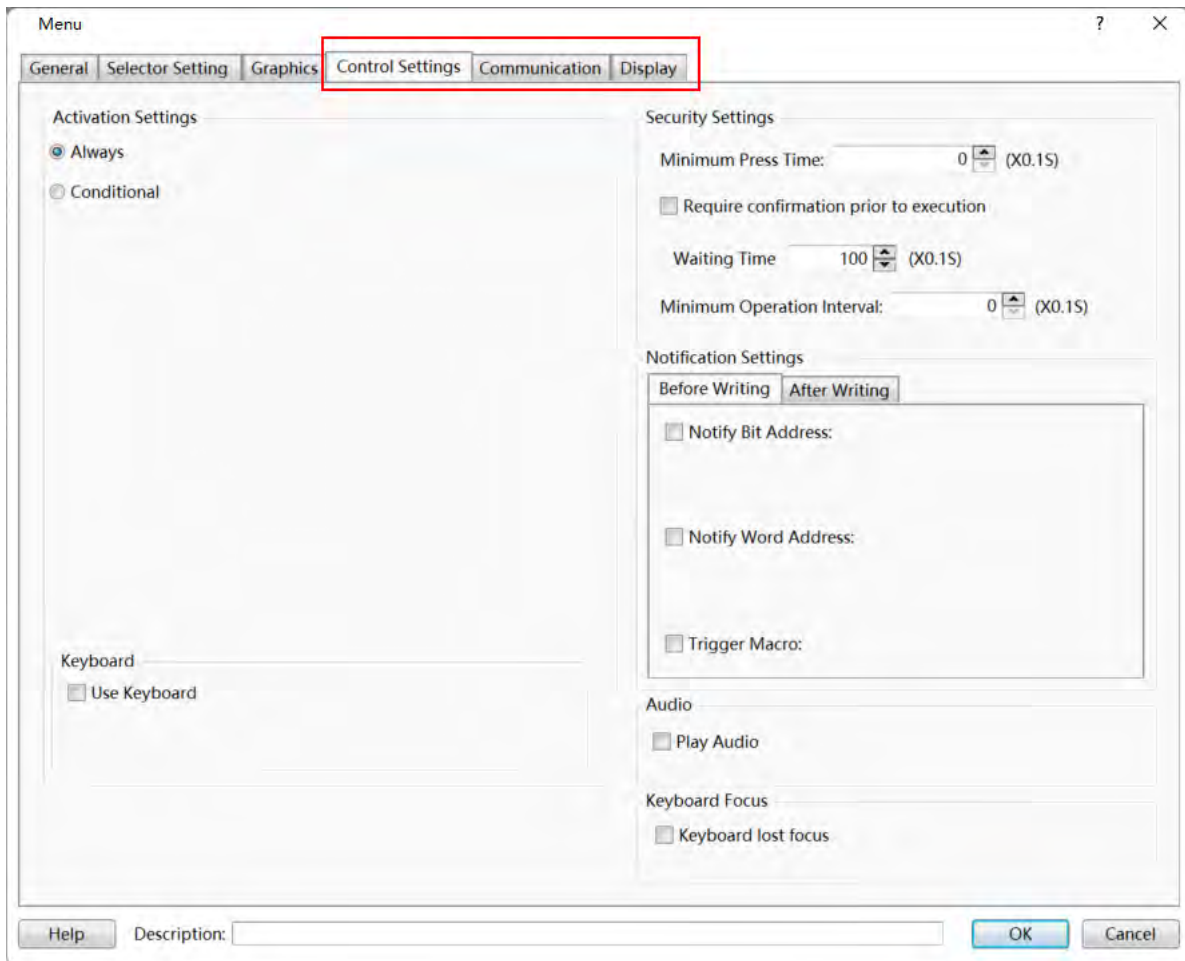 Menu ? ×
General Selector Setting Graphics Control Settings Communication Display
Activation Settings
Always
Conditional
Keyboard
Use Keyboard
Security Settings
Minimum Press Time: 0 (X0.1S)
Require confirmation prior to execution
Waiting Time 100 (X0.1S)
Minimum Operation Interval: 0 (X0.1S)
Notification Settings
Before Writing After Writing
Notify Bit Address:
Notify Word Address:
Trigger Macro:
Audio
Play Audio
Keyboard Focus
Keyboard lost focus
Help Description: OK Cancel